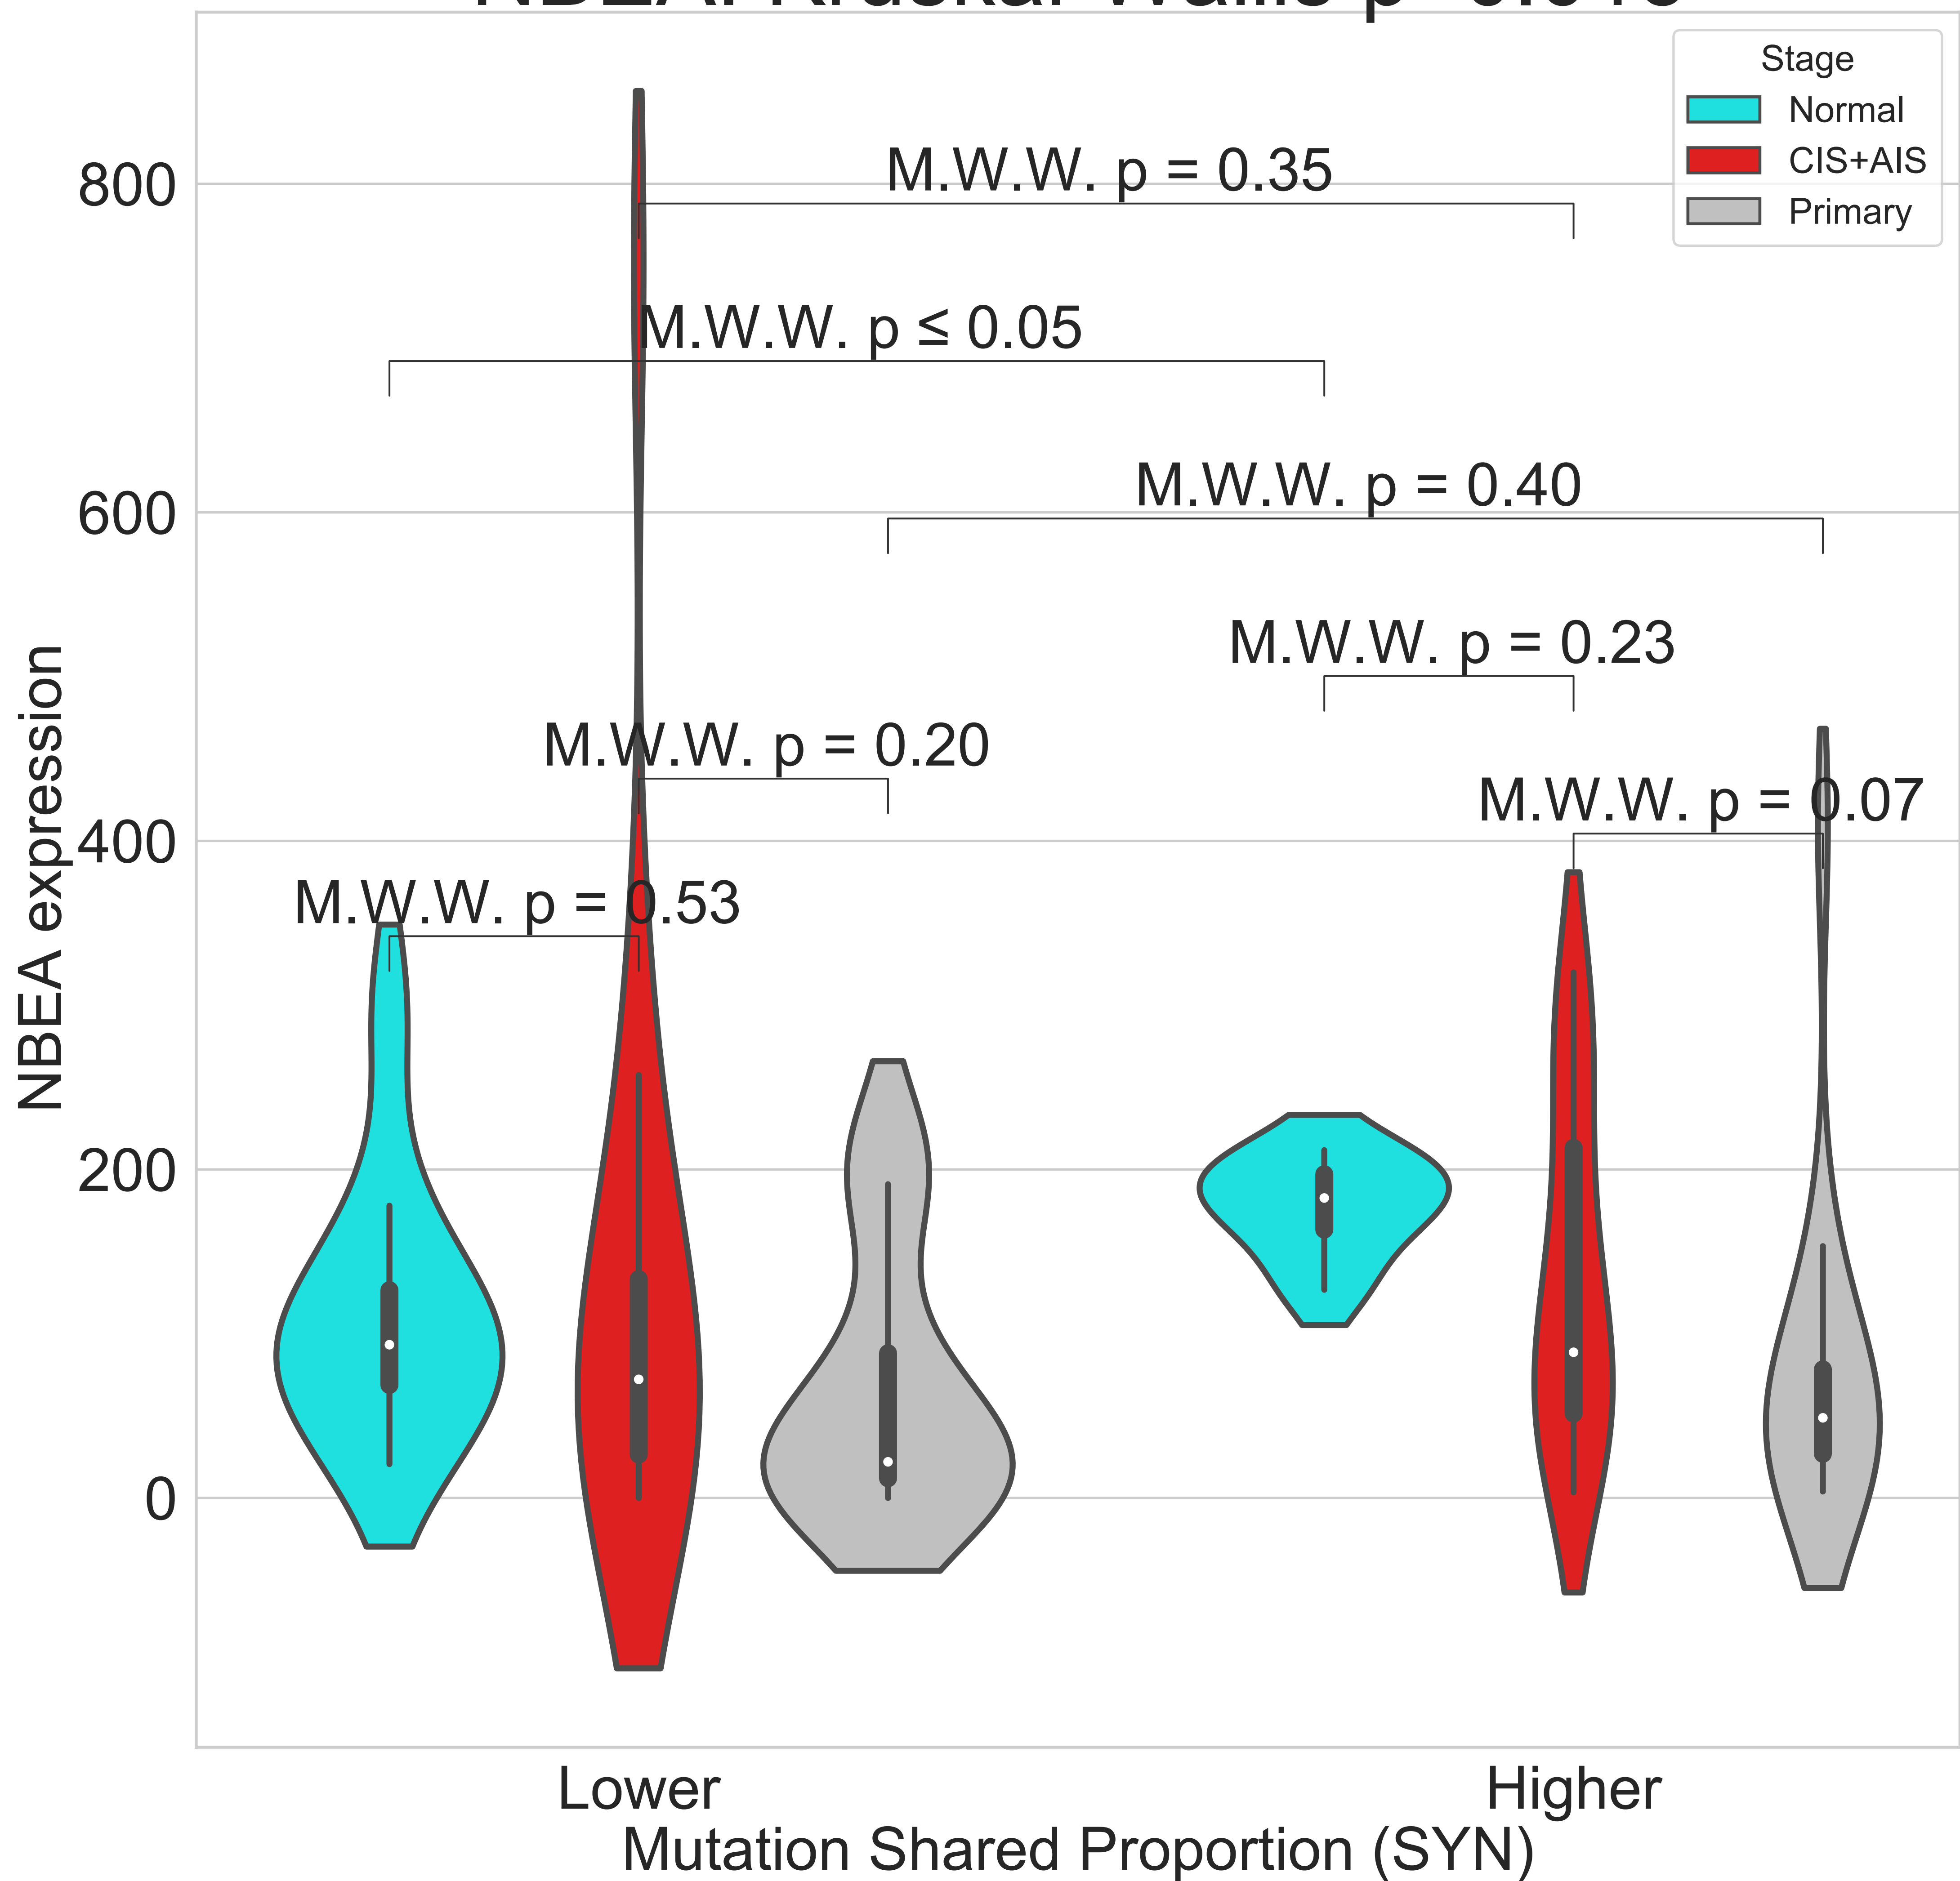 Stage
Normal
CIS+AIS
Primary
M.W.W. p = 0.35
M.W.W. p ≤ 0.05
M.W.W. p = 0.40
M.W.W. p = 0.23
M.W.W. p = 0.20
M.W.W. p = 0.07
M.W.W. p = 0.53
800
600
400
200
0
NBEA expression
Lower
Higher
Mutation Shared Proportion (SYN)